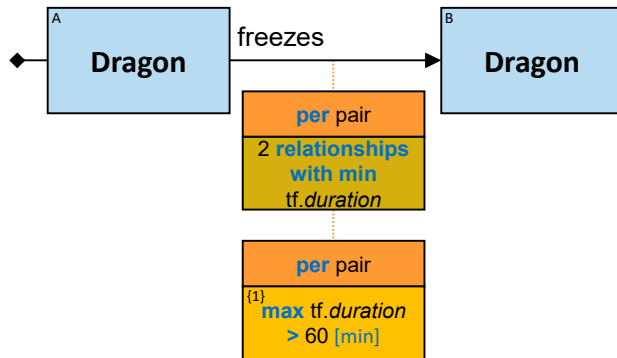 A
Dragon
freezes
B
Dragon
per pair
2 relationships
with min
tf.duration
per pair
{1}
max tf.duration
> 60 [min]